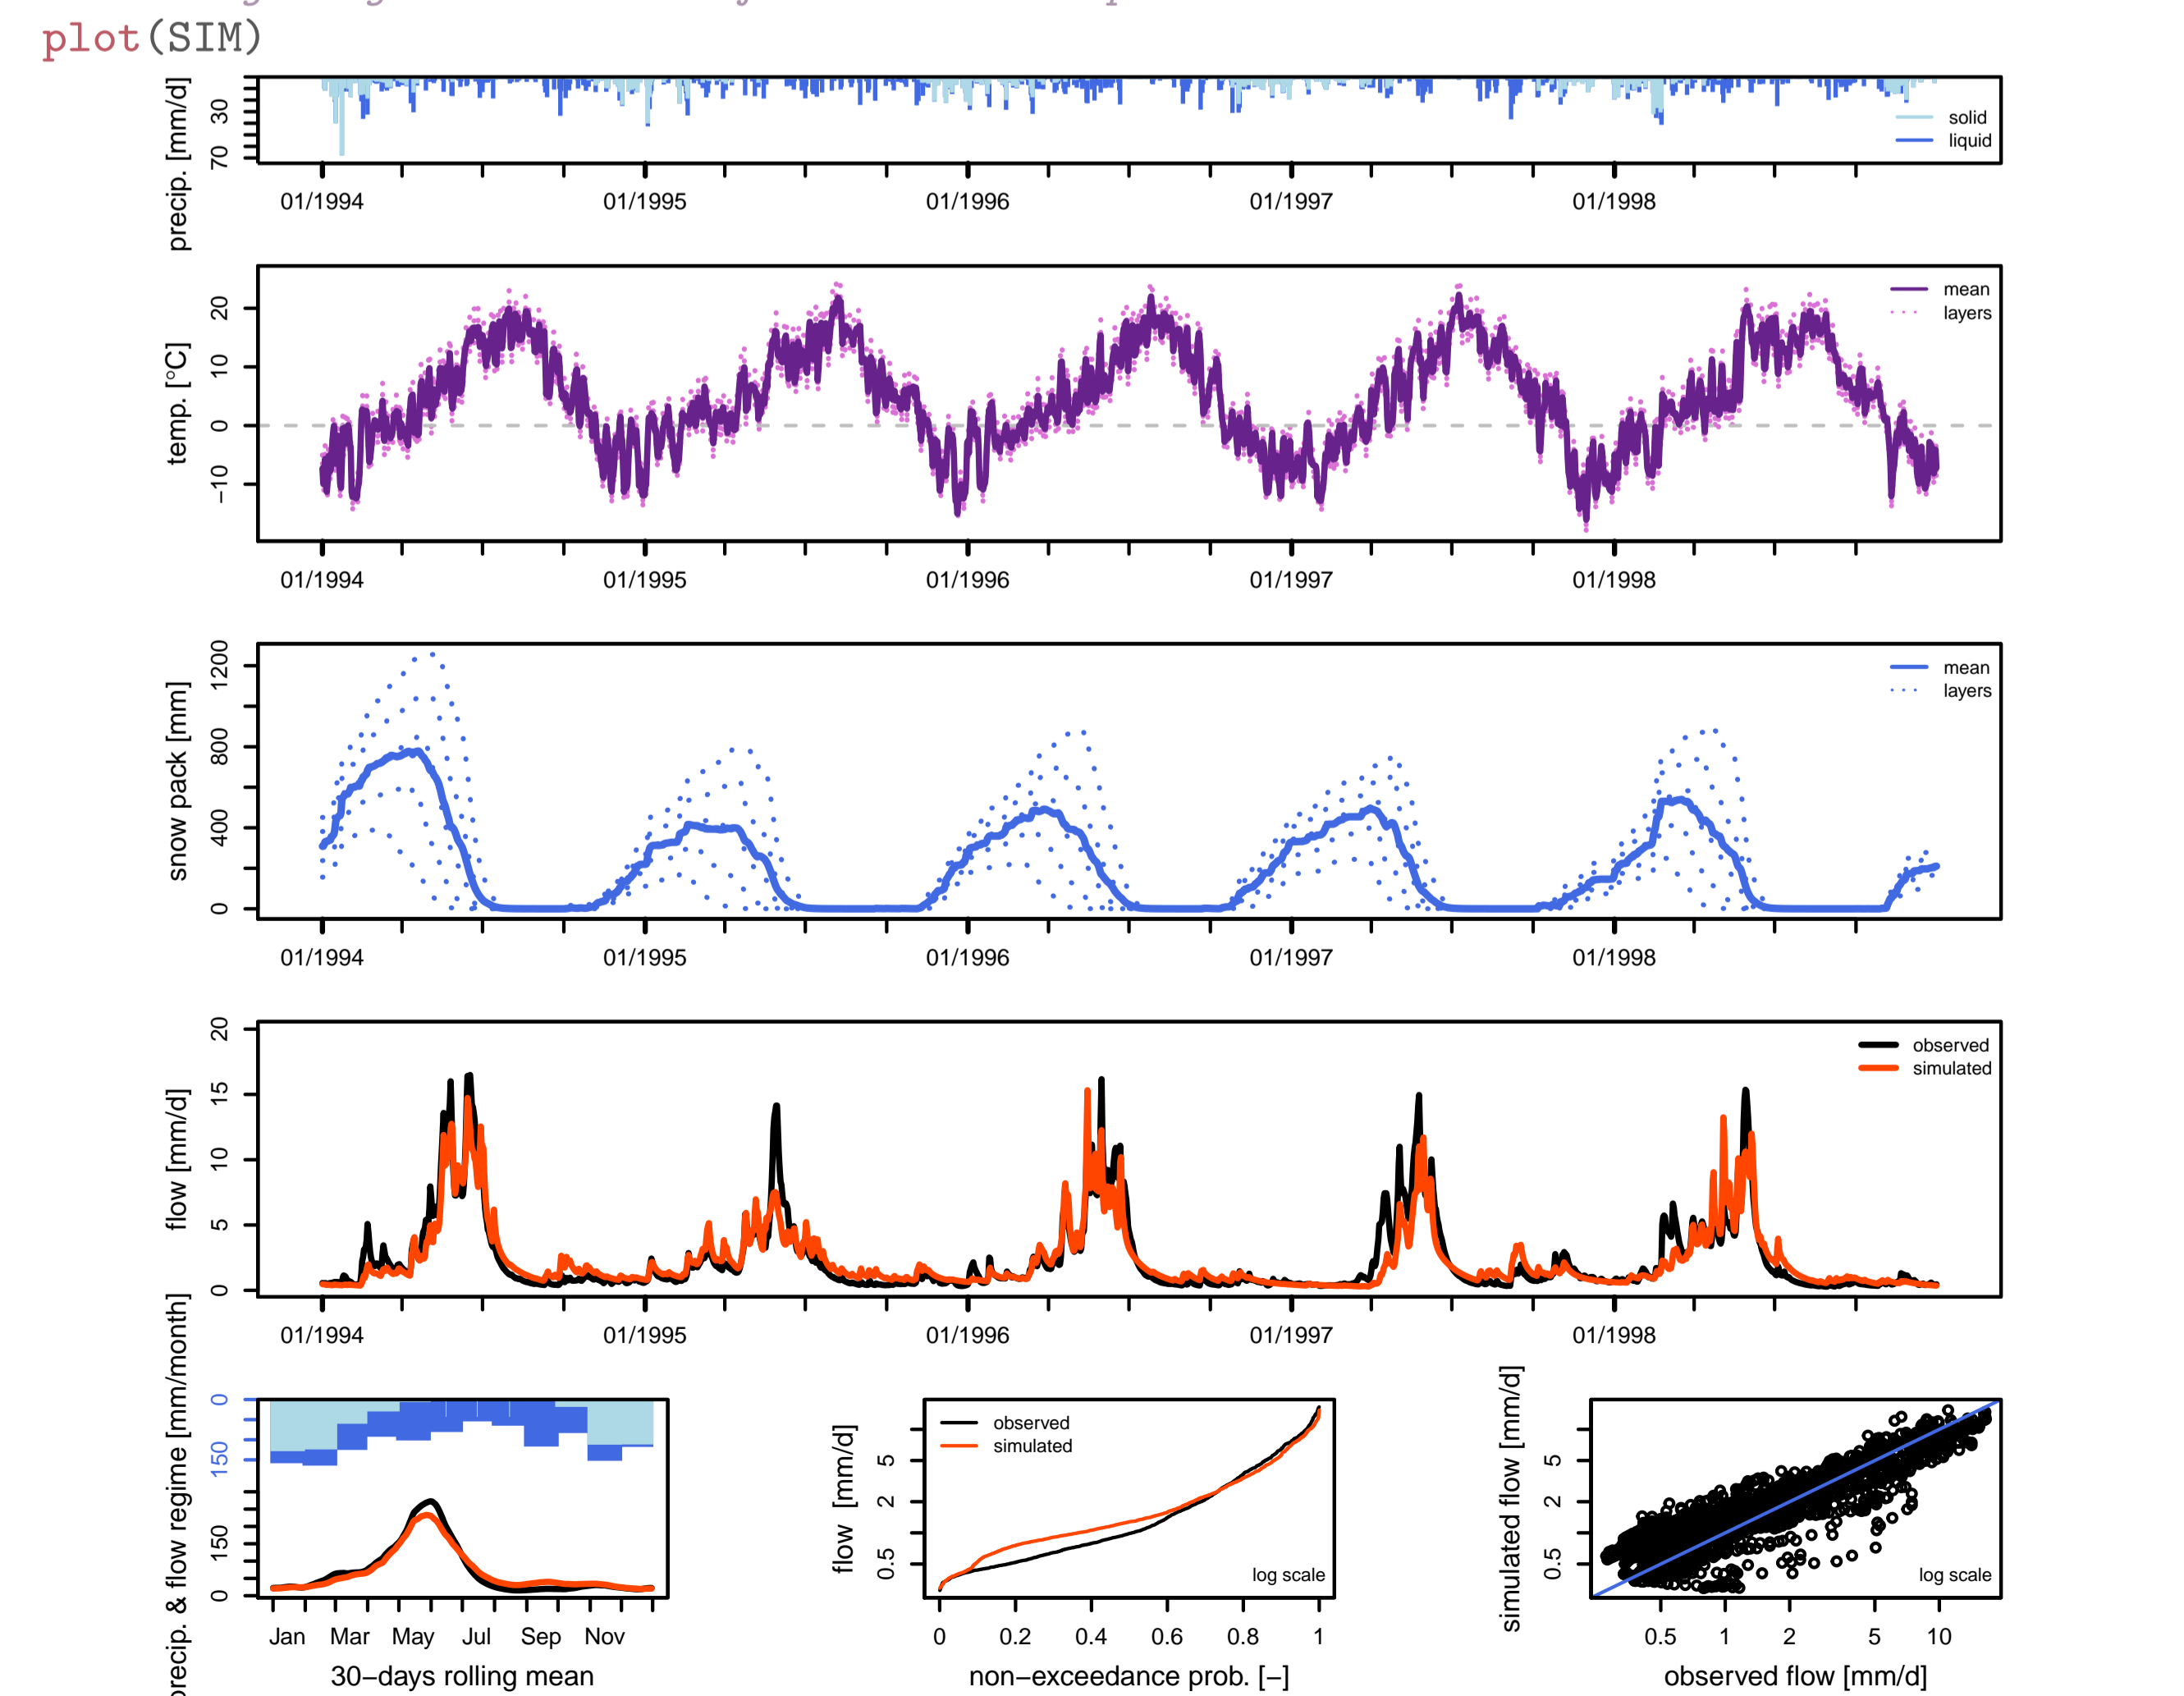 plot(SIM)
precip. [mm/d]
30
70
solid
liquid
01/1994 01/1995 01/1996 01/1997 01/1998
temp. [°C]
20
10
0
−10
mean
layers
01/1994 01/1995 01/1996 01/1997 01/1998
snow pack [mm]
1200
800
400
0
mean
layers
01/1994 01/1995 01/1996 01/1997 01/1998
flow [mm/d]
20
15
10
5
0
observed
simulated
01/1994 01/1995 01/1996 01/1997 01/1998
precip. & flow regime [mm/month]
0
150
150
0
Jan Mar May Jul Sep Nov
30−days rolling mean
flow [mm/d]
5
2
0.5
observed
simulated
log scale
0 0.2 0.4 0.6 0.8 1
non−exceedance prob. [−]
simulated flow [mm/d]
5
2
0.5
log scale
0.5 1 2 5 10
observed flow [mm/d]